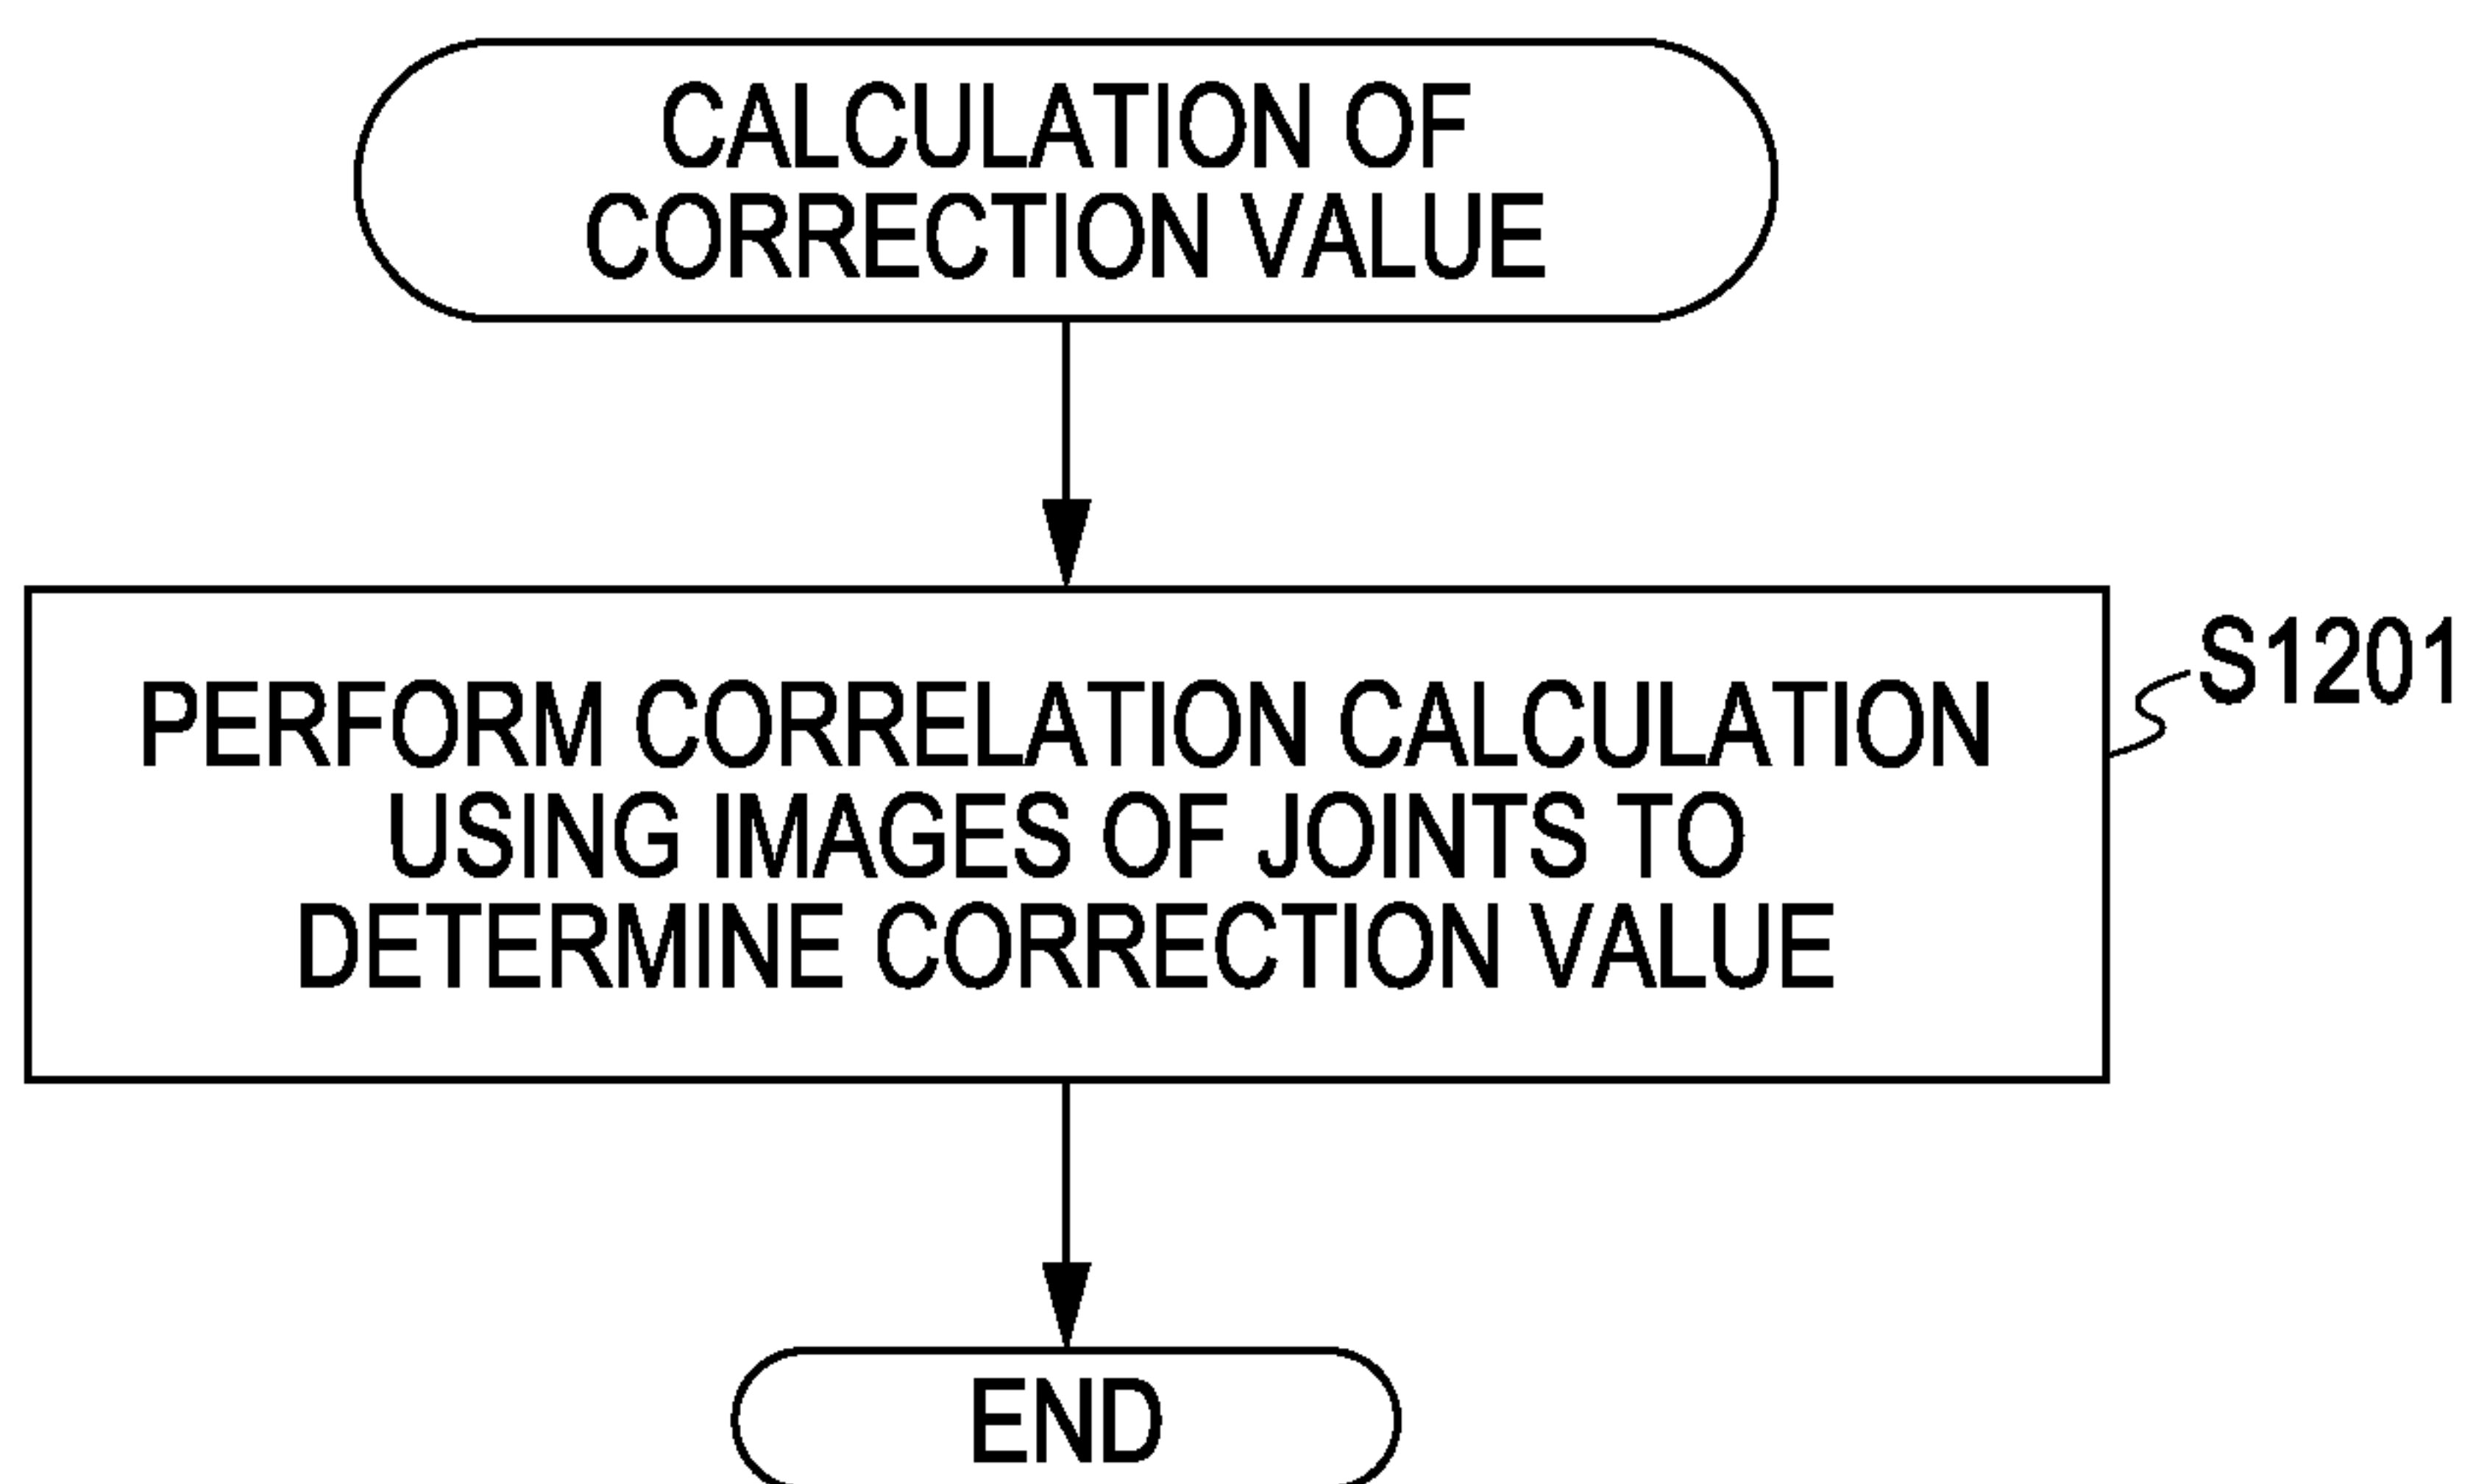 CALCULATION OF
CORRECTION VALUE
PERFORM CORRELATION CALCULATION
USING IMAGES OF JOINTS TO
DETERMINE CORRECTION VALUE
S1201
END